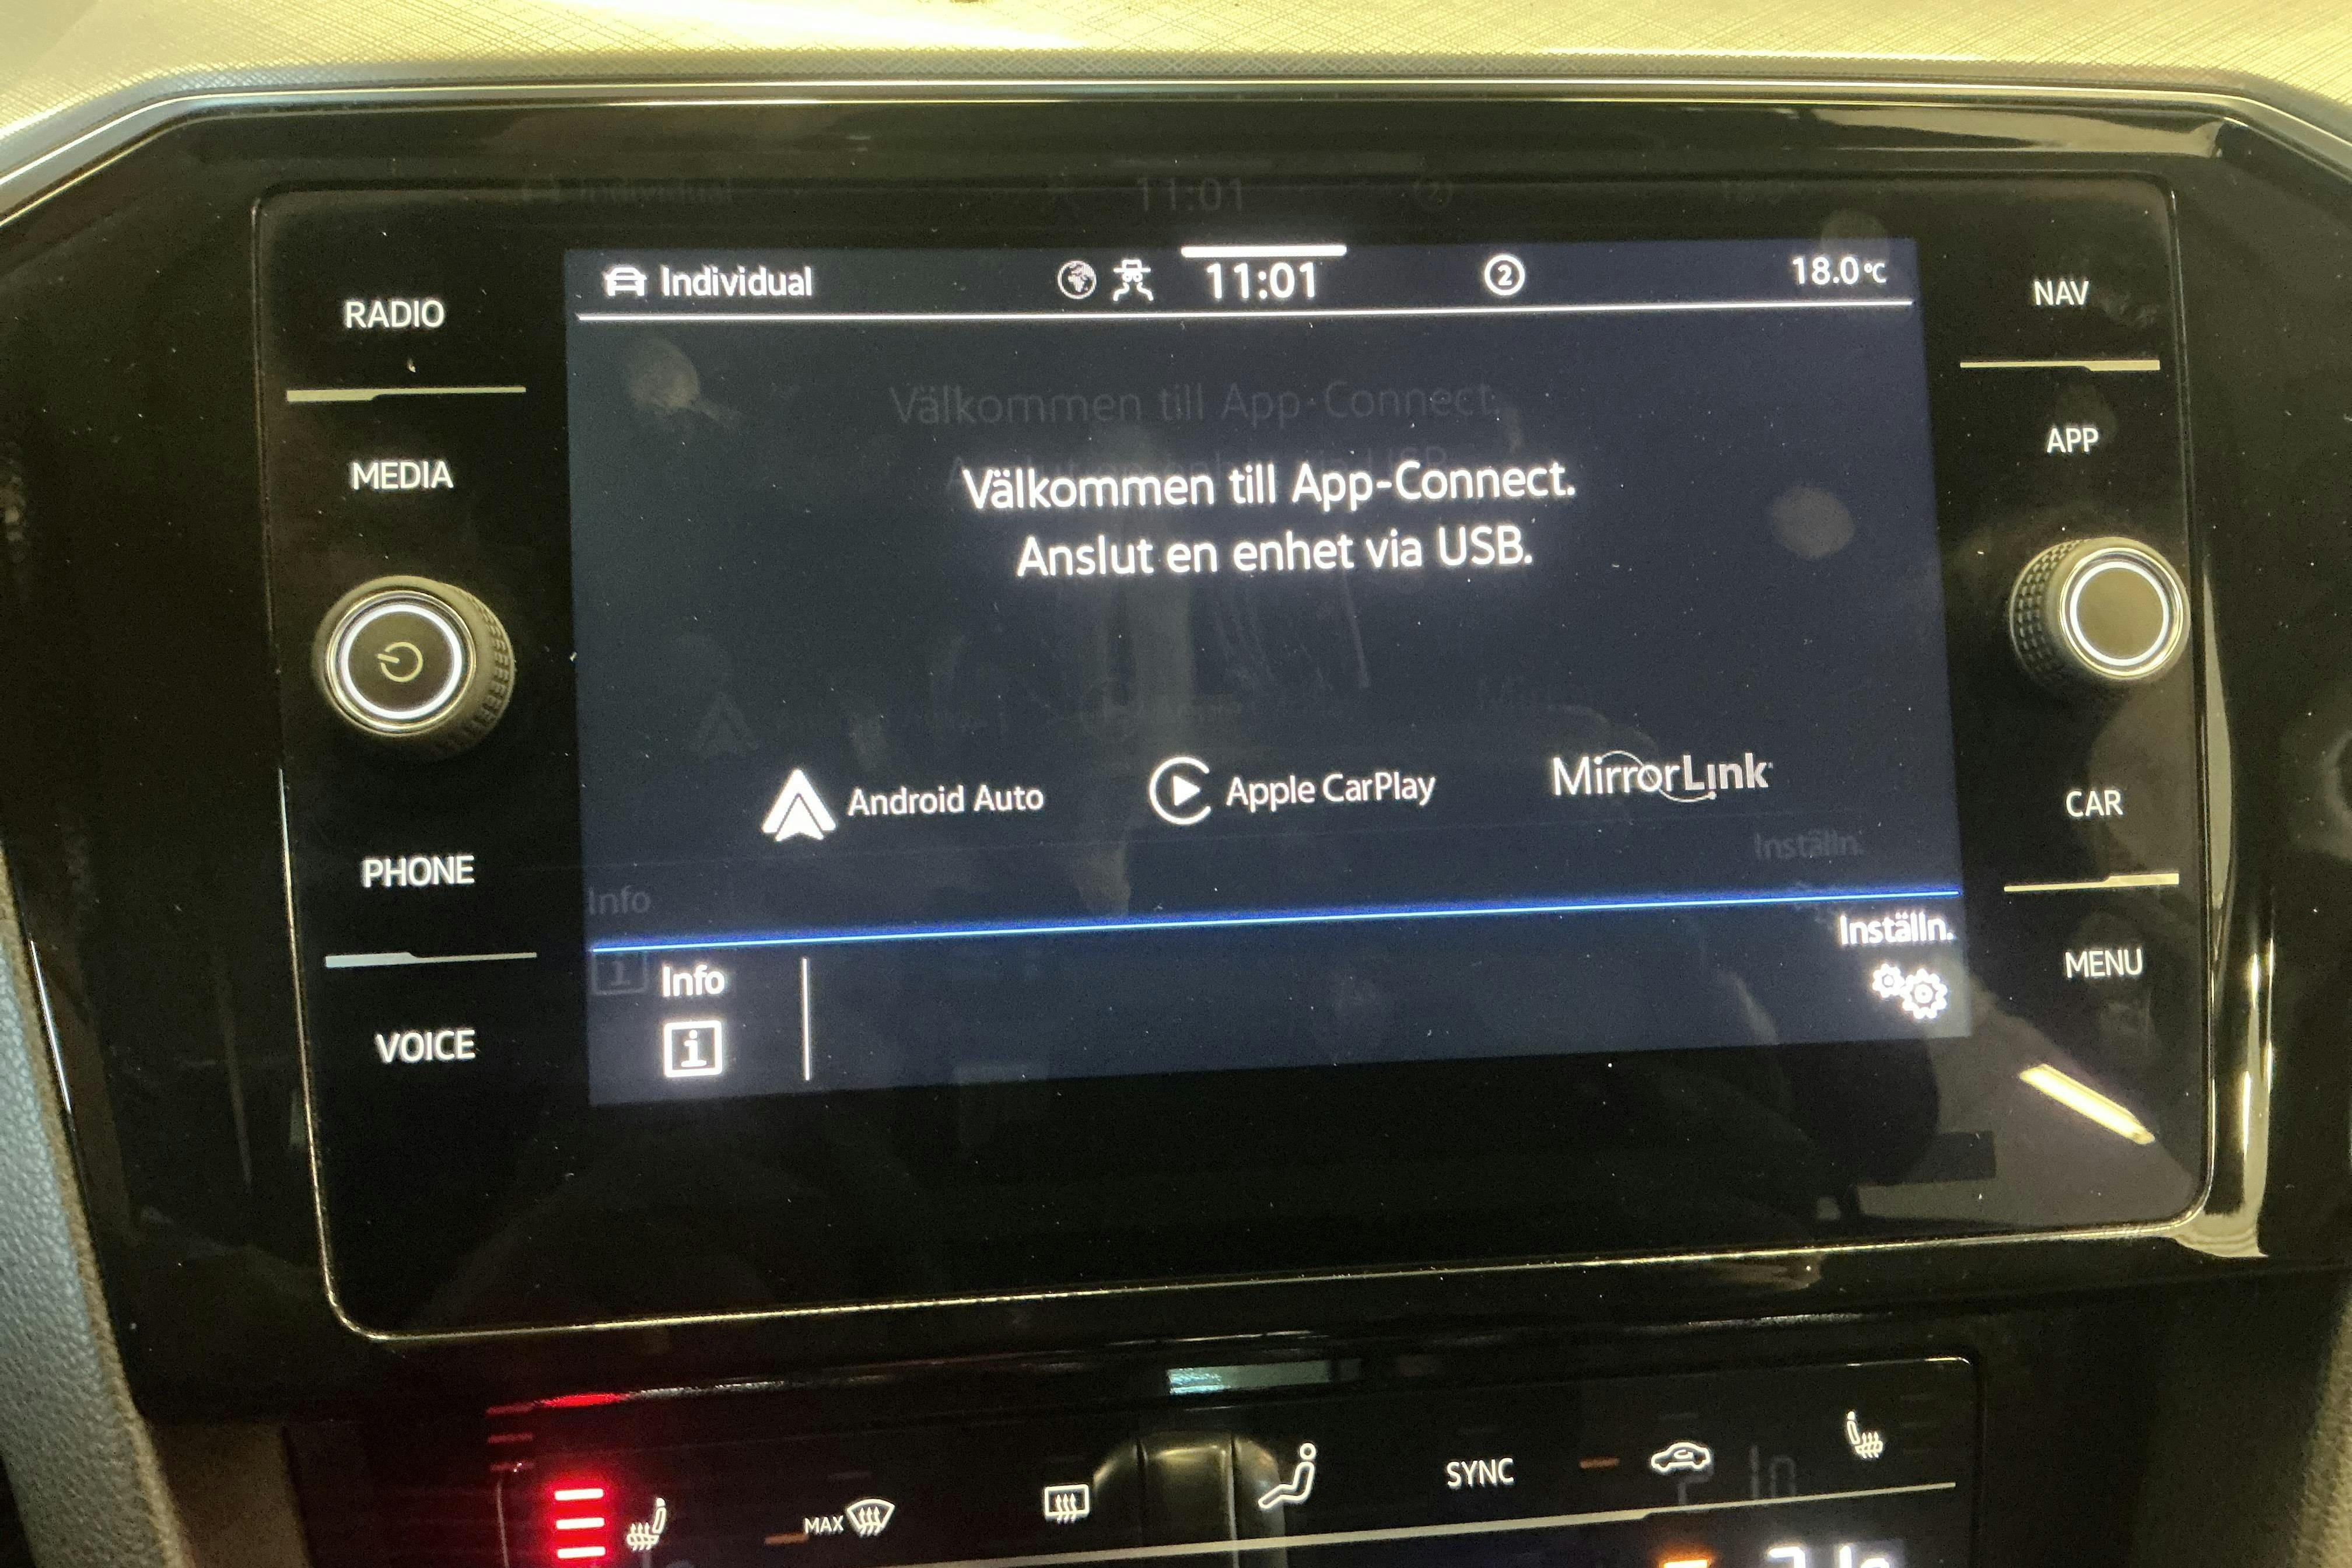 RADIO
MEDIA
PHONE
VOICE
Individual
11:01
2
18.0°C
Välkommen till App-Connect.
Anslut en enhet via USB.
Android Auto
Apple CarPlay
MirrorLink
Info
i
Inställn.
NAV
APP
CAR
MENU
MAX
SYNC